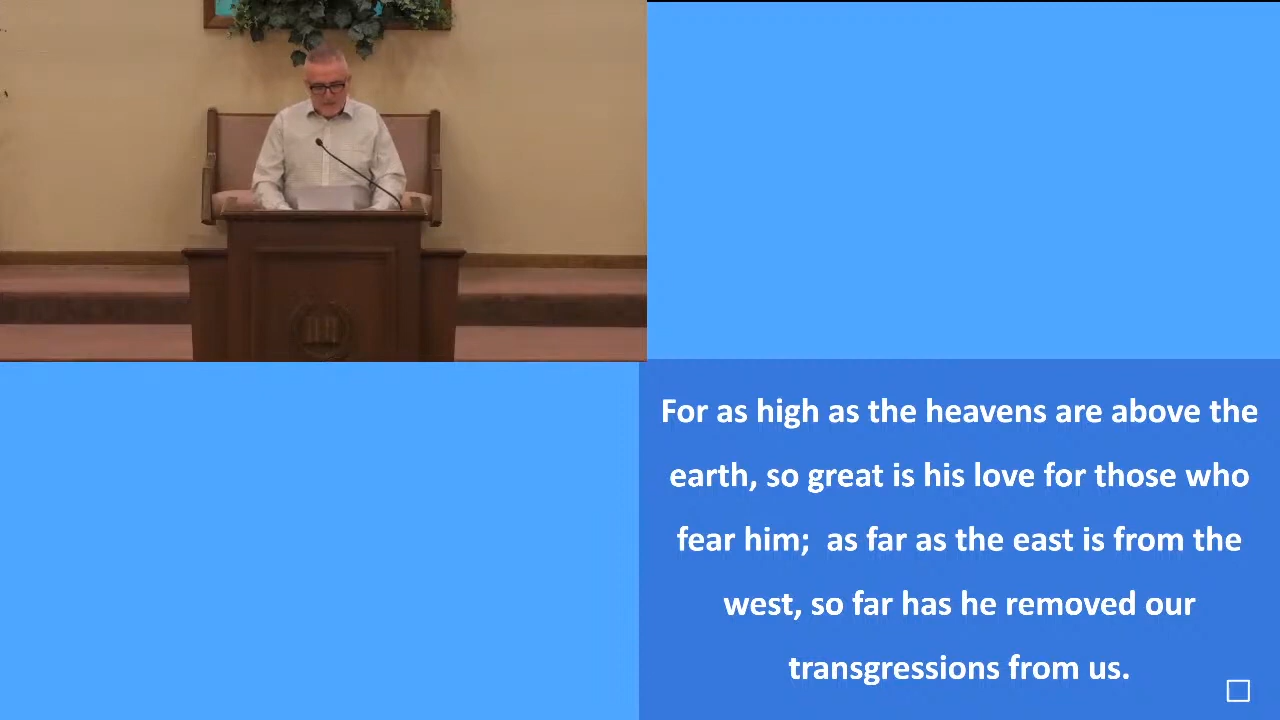 For as high as the heavens are above the
earth, so great is his love for those who
fear him;  as far as the east is from the
west, so far has he removed our
transgressions from us.